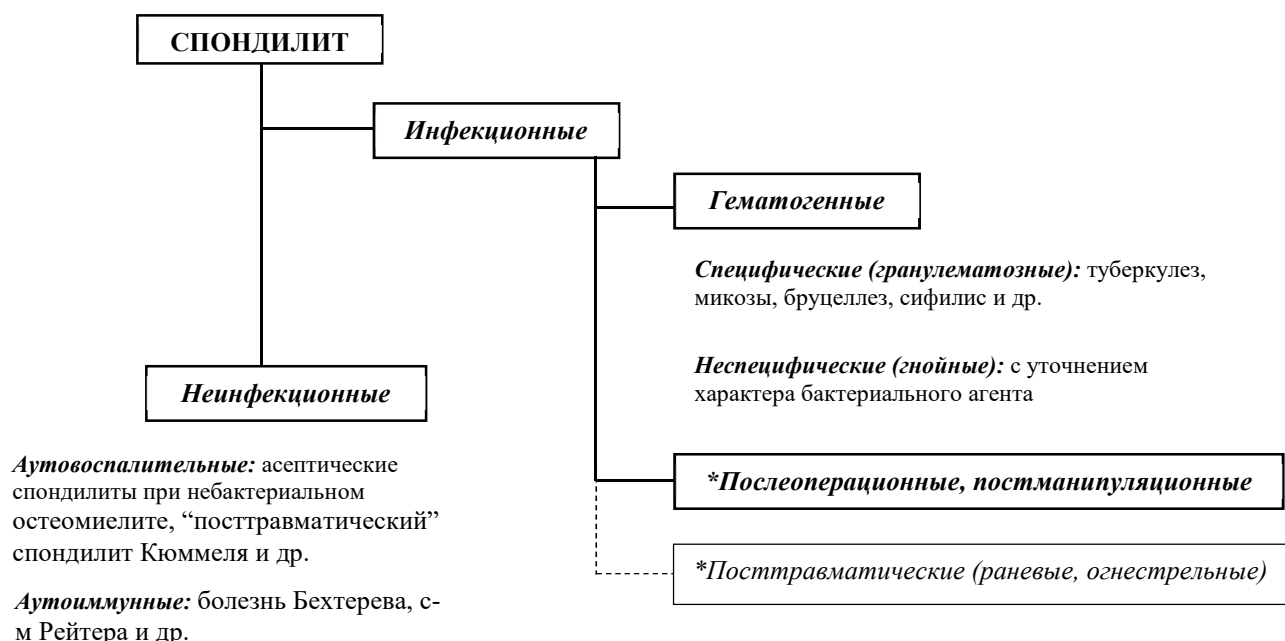 СПОНДИЛИТ
Инфекционные
Гематогенные
Специфические (гранулематозные): туберкулез,
микозы, бруцеллез, сифилис и др.
Неспецифические (гнойные): с уточнением
характера бактериального агента
*Послеоперационные, постманипуляционные
*Посттравматические (раневые, огнестрельные)
Неинфекционные
Аутовоспалительные: асептические
спондилиты при небактериальном
остеомиелите, “посттравматический”
спондилит Кюммеля и др.
Аутоиммунные: болезнь Бехтерева, с-
м Рейтера и др.